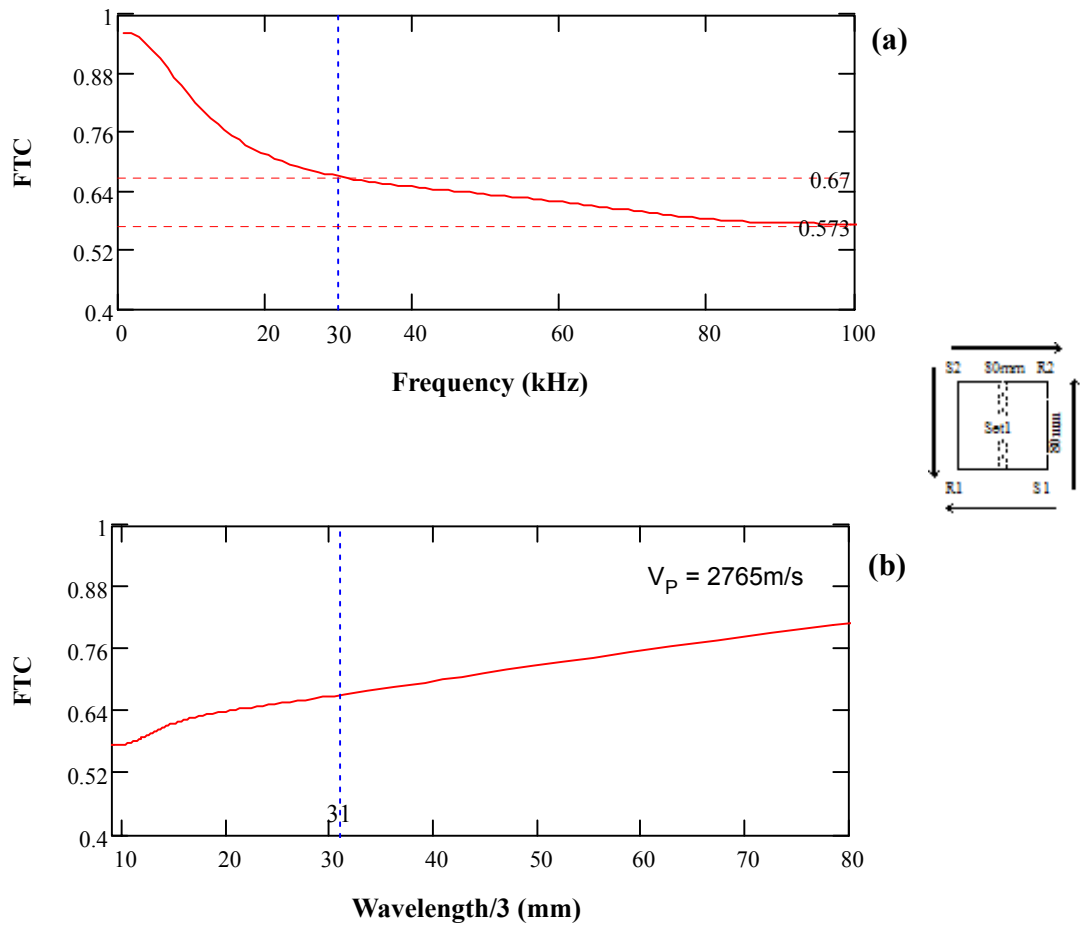 1
(a)
0.88
0.76
FTC
0.67
0.64
0.573
0.52
0.4
0 20 30 40 60 80 100
Frequency (kHz)
S2 80mm R2
Set1
80mm
R1 S1
1
(b)
V_P = 2765m/s
0.88
0.76
FTC
0.64
0.52
31
0.4
10 20 30 40 50 60 70 80
Wavelength/3 (mm)